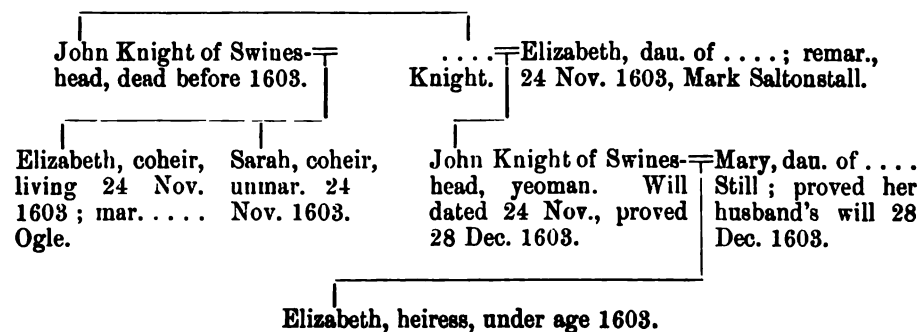 John Knight of Swines-
head, dead before 1603.
. . . .
Knight.
Elizabeth, dau. of . . . . ; remar.,
24 Nov. 1603, Mark Saltonstall.
Elizabeth, coheir,
living 24 Nov.
1603 ; mar. . . . .
Ogle.
Sarah, coheir,
unmar. 24
Nov. 1603.
John Knight of Swines-
head, yeoman. Will
dated 24 Nov., proved
28 Dec. 1603.
Mary, dau. of . . . .
Still ; proved her
husband's will 28
Dec. 1603.
Elizabeth, heiress, under age 1603.